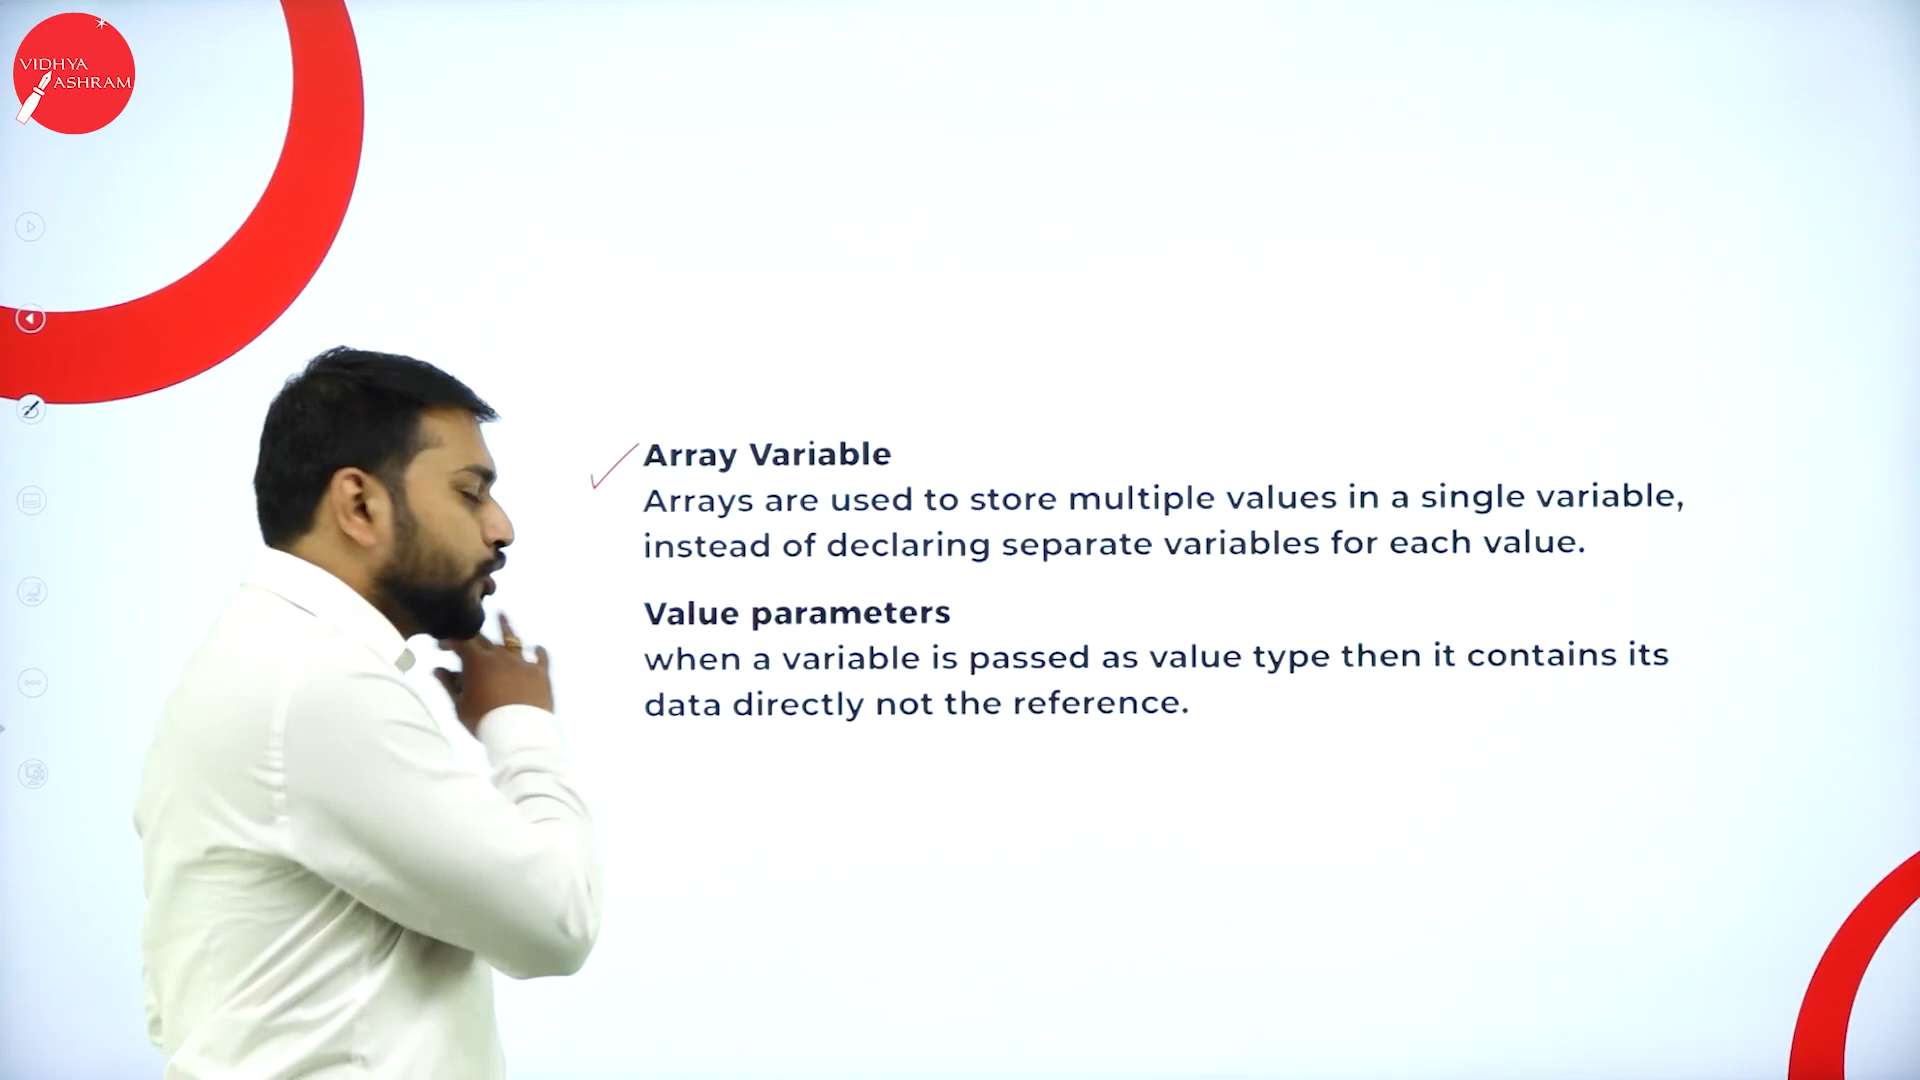 VIDHYA
ASHRAM
Array Variable
Arrays are used to store multiple values in a single variable,
instead of declaring separate variables for each value.
Value parameters
when a variable is passed as value type then it contains its
data directly not the reference.